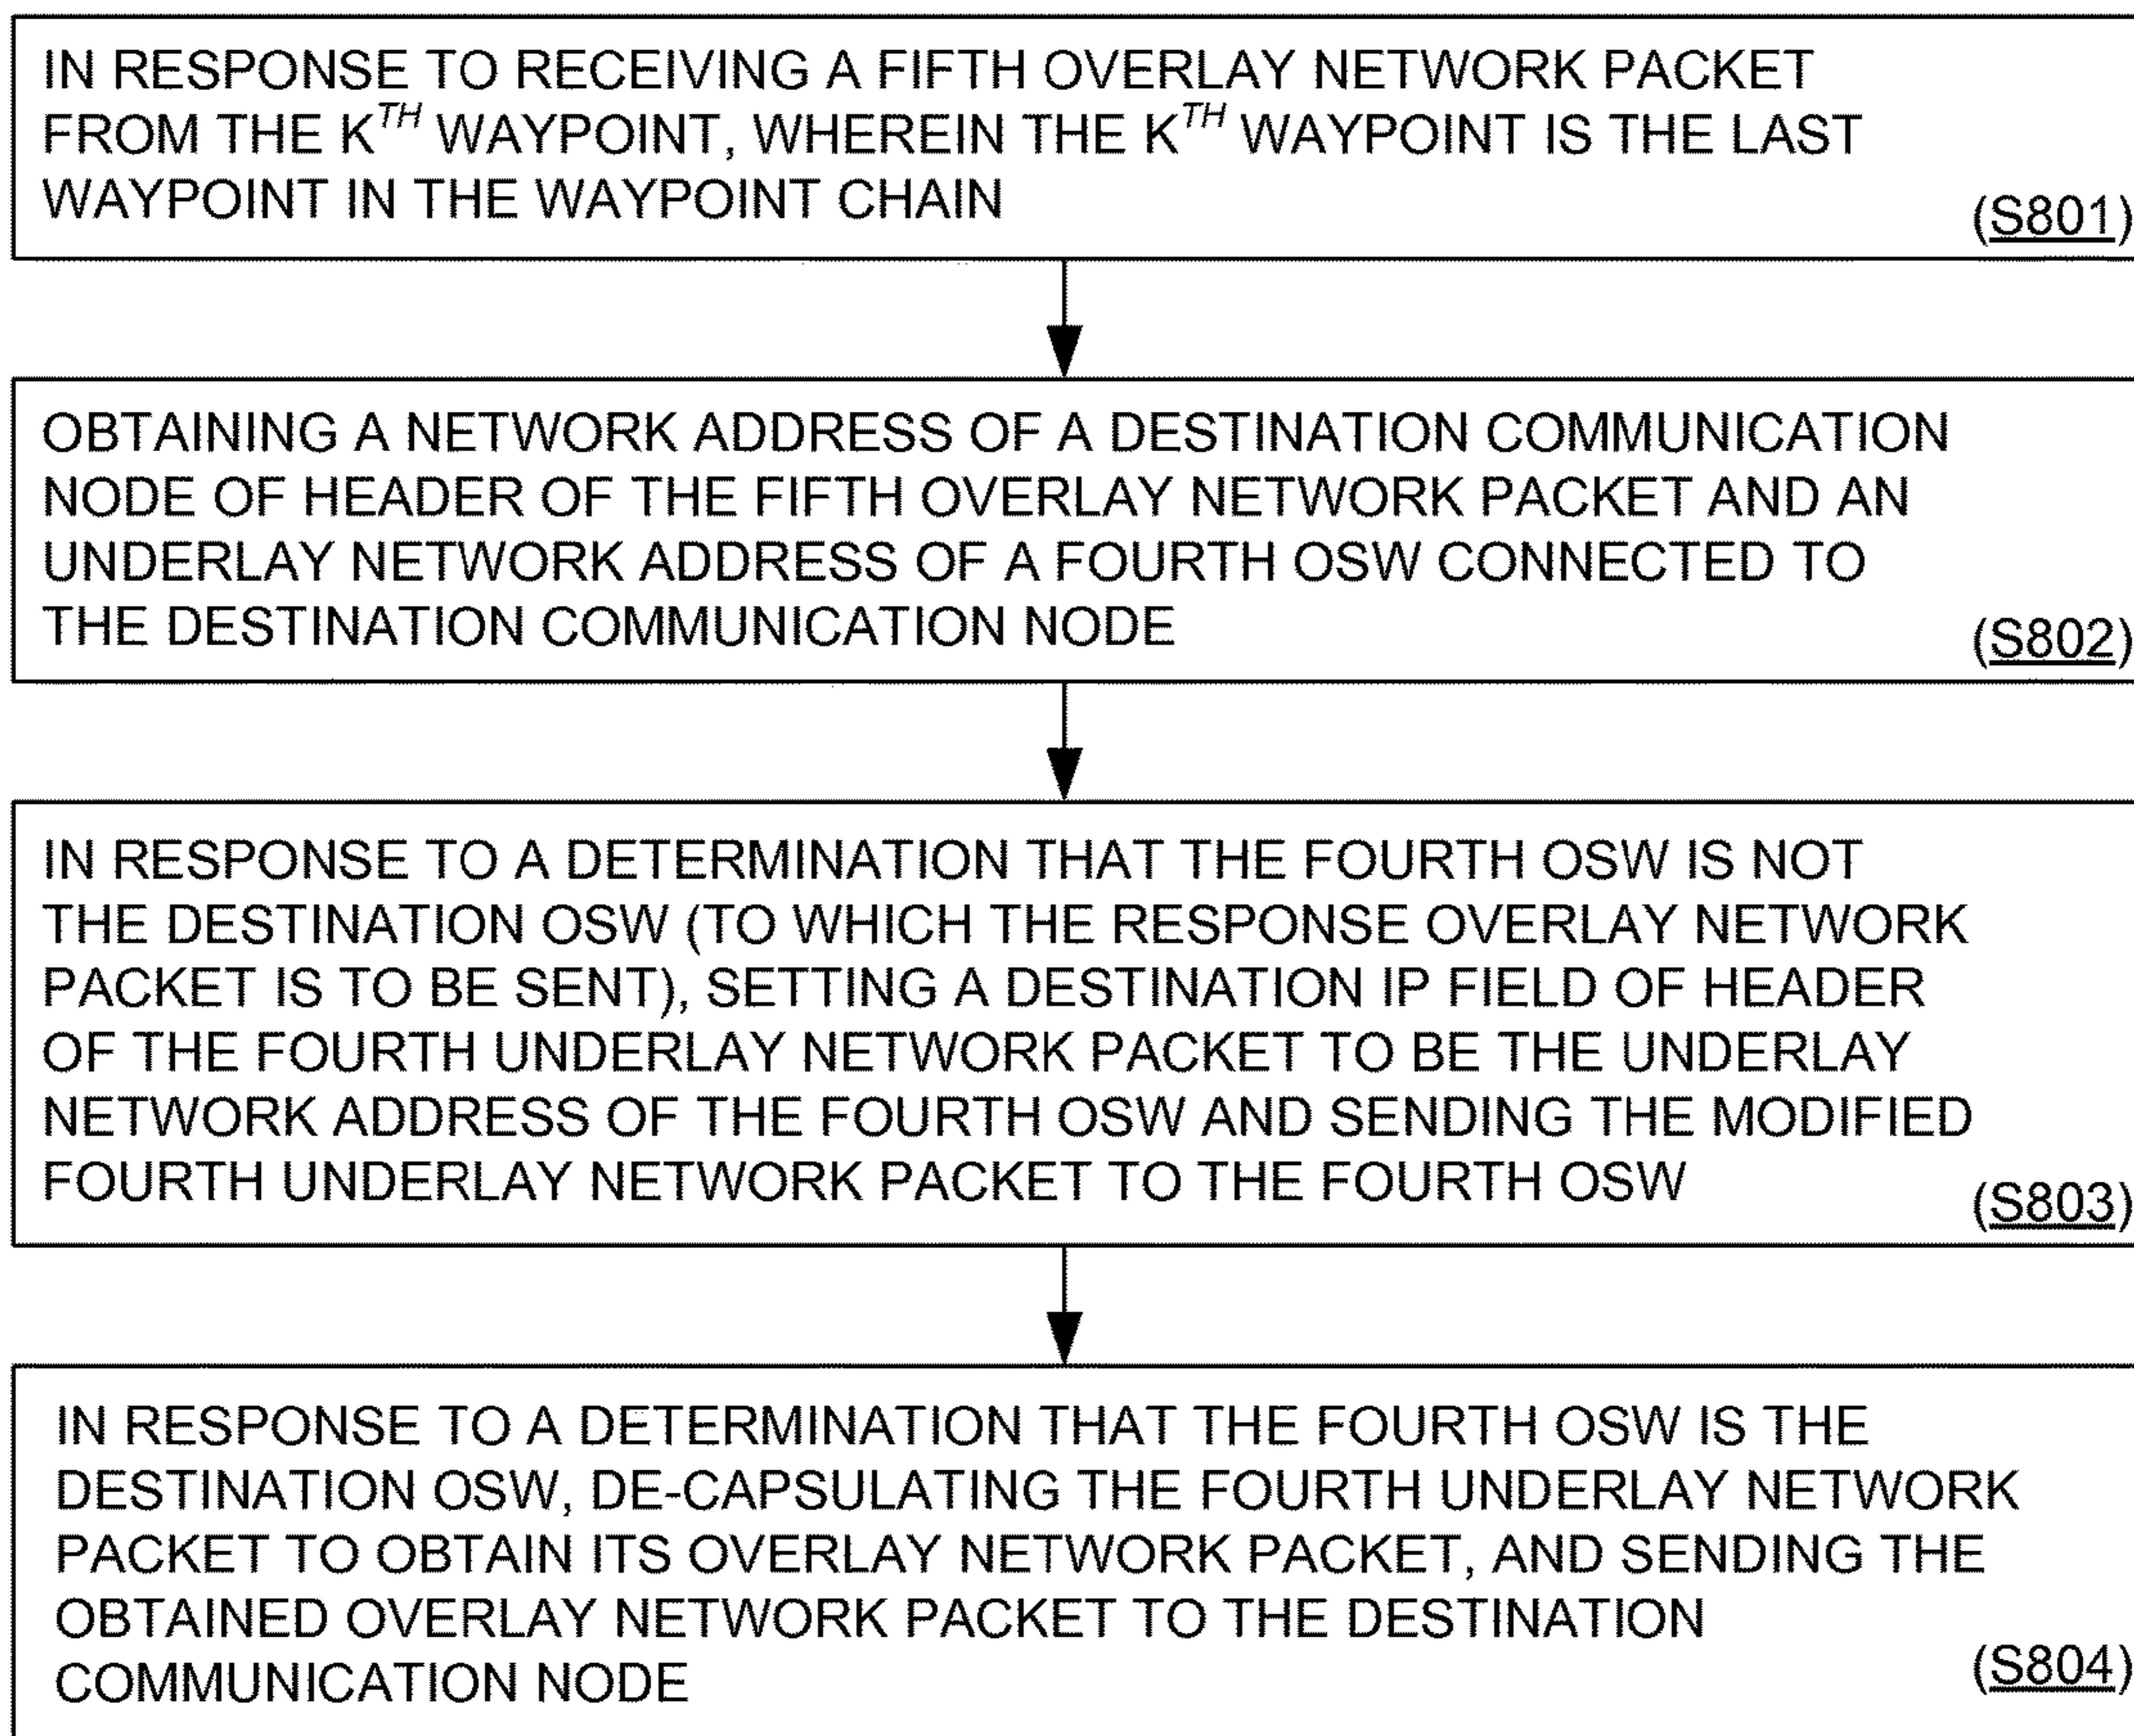 IN RESPONSE TO RECEIVING A FIFTH OVERLAY NETWORK PACKET
FROM THE K^TH WAYPOINT, WHEREIN THE K^TH WAYPOINT IS THE LAST
WAYPOINT IN THE WAYPOINT CHAIN
(S801)
OBTAINING A NETWORK ADDRESS OF A DESTINATION COMMUNICATION
NODE OF HEADER OF THE FIFTH OVERLAY NETWORK PACKET AND AN
UNDERLAY NETWORK ADDRESS OF A FOURTH OSW CONNECTED TO
THE DESTINATION COMMUNICATION NODE
(S802)
IN RESPONSE TO A DETERMINATION THAT THE FOURTH OSW IS NOT
THE DESTINATION OSW (TO WHICH THE RESPONSE OVERLAY NETWORK
PACKET IS TO BE SENT), SETTING A DESTINATION IP FIELD OF HEADER
OF THE FOURTH UNDERLAY NETWORK PACKET TO BE THE UNDERLAY
NETWORK ADDRESS OF THE FOURTH OSW AND SENDING THE MODIFIED
FOURTH UNDERLAY NETWORK PACKET TO THE FOURTH OSW
(S803)
IN RESPONSE TO A DETERMINATION THAT THE FOURTH OSW IS THE
DESTINATION OSW, DE-CAPSULATING THE FOURTH UNDERLAY NETWORK
PACKET TO OBTAIN ITS OVERLAY NETWORK PACKET, AND SENDING THE
OBTAINED OVERLAY NETWORK PACKET TO THE DESTINATION
COMMUNICATION NODE
(S804)